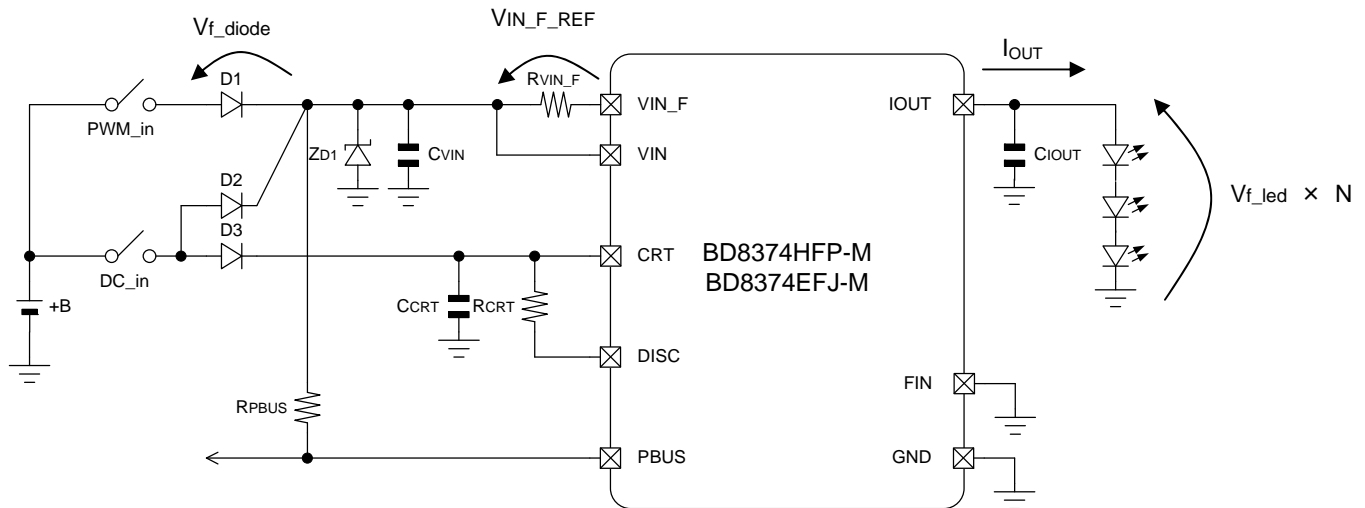 Vf_diode
VIN_F_REF
IOUT
D1
RVIN_F
VIN_F
IOUT
PWM_in
ZD1
CVIN
VIN
CIOUT
D2
Vf_led × N
D3
CRT
BD8374HFP-M
BD8374EFJ-M
DC_in
+B
CCRT
RCRT
DISC
FIN
RPBUS
PBUS
GND